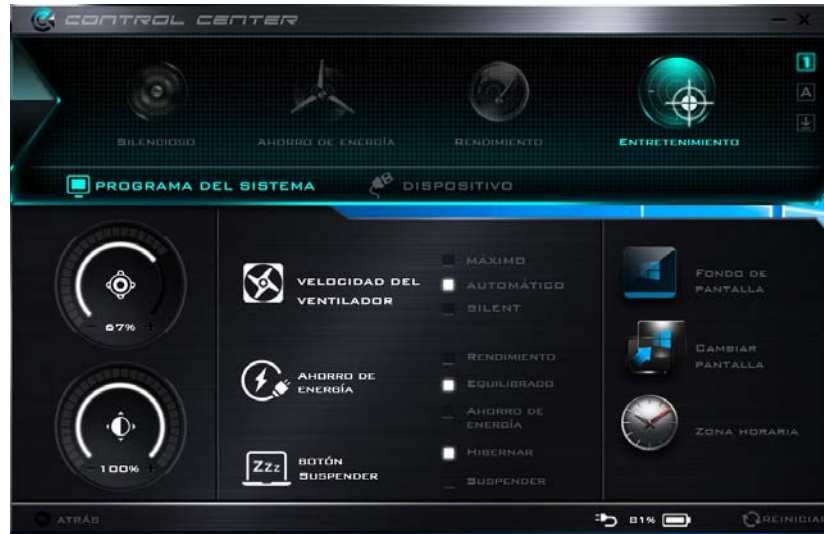 CONTROL CENTER
SILENCIOSO
AHORRO DE ENERGÍA
RENDIMIENTO
ENTRETENIMIENTO
1
A
PROGRAMA DEL SISTEMA
DISPOSITIVO
67%
100%
VELOCIDAD DEL
VENTILADOR
MÁXIMO
AUTOMÁTICO
SILENT
AHORRO DE
ENERGÍA
RENDIMIENTO
EQUILIBRADO
AHORRO DE
ENERGÍA
ZZZ
BOTÓN
SUSPENDER
HIBERNAR
SUSPENDER
FONDO DE
PANTALLA
CAMBIAR
PANTALLA
ZONA HORARIA
ATRÁS
81%
REINICIAR